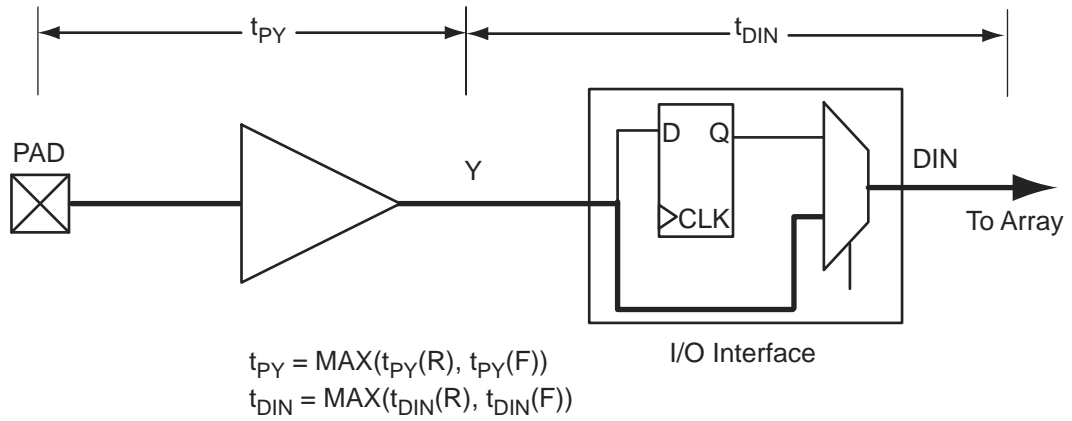 tPY tDIN
PAD
Y
D Q
CLK
DIN
To Array
I/O Interface
tPY = MAX(tPY(R), tPY(F))
tDIN = MAX(tDIN(R), tDIN(F))